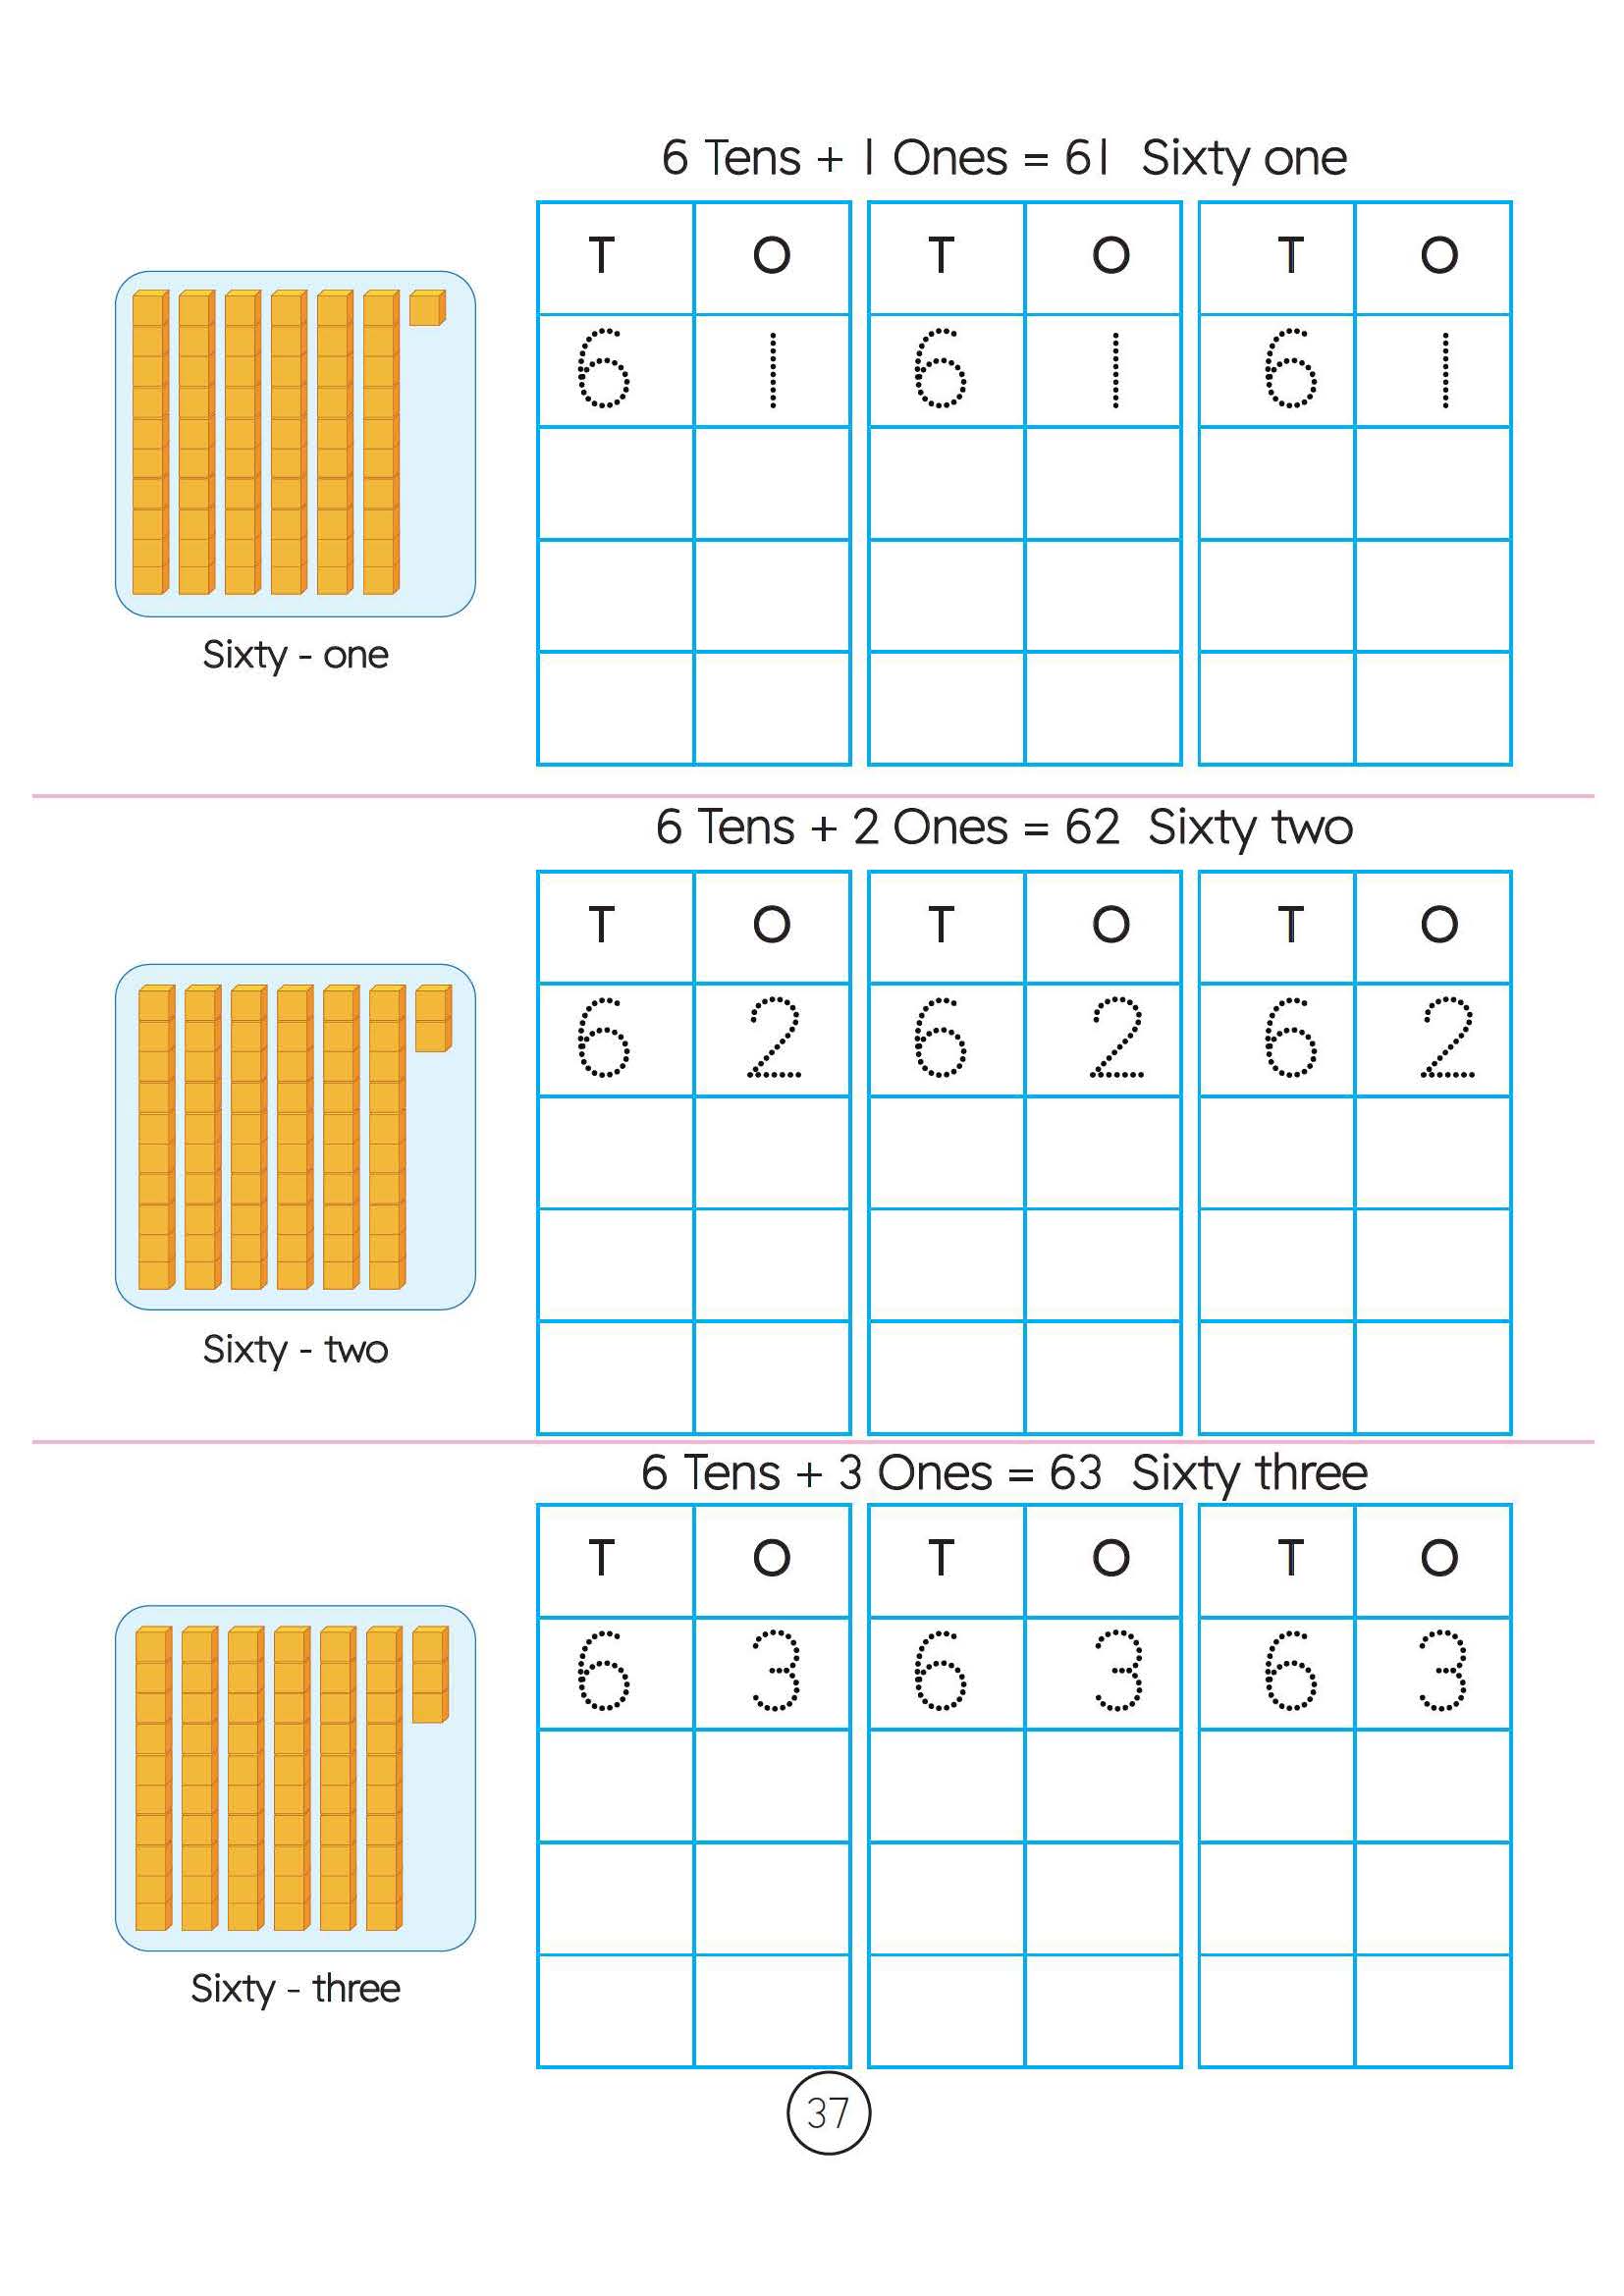 6 Tens + 1 Ones = 61 Sixty one
T O T O T O
6 1 6 1 6 1
Sixty - one
6 Tens + 2 Ones = 62 Sixty two
T O T O T O
6 2 6 2 6 2
Sixty - two
6 Tens + 3 Ones = 63 Sixty three
T O T O T O
6 3 6 3 6 3
Sixty - three
37